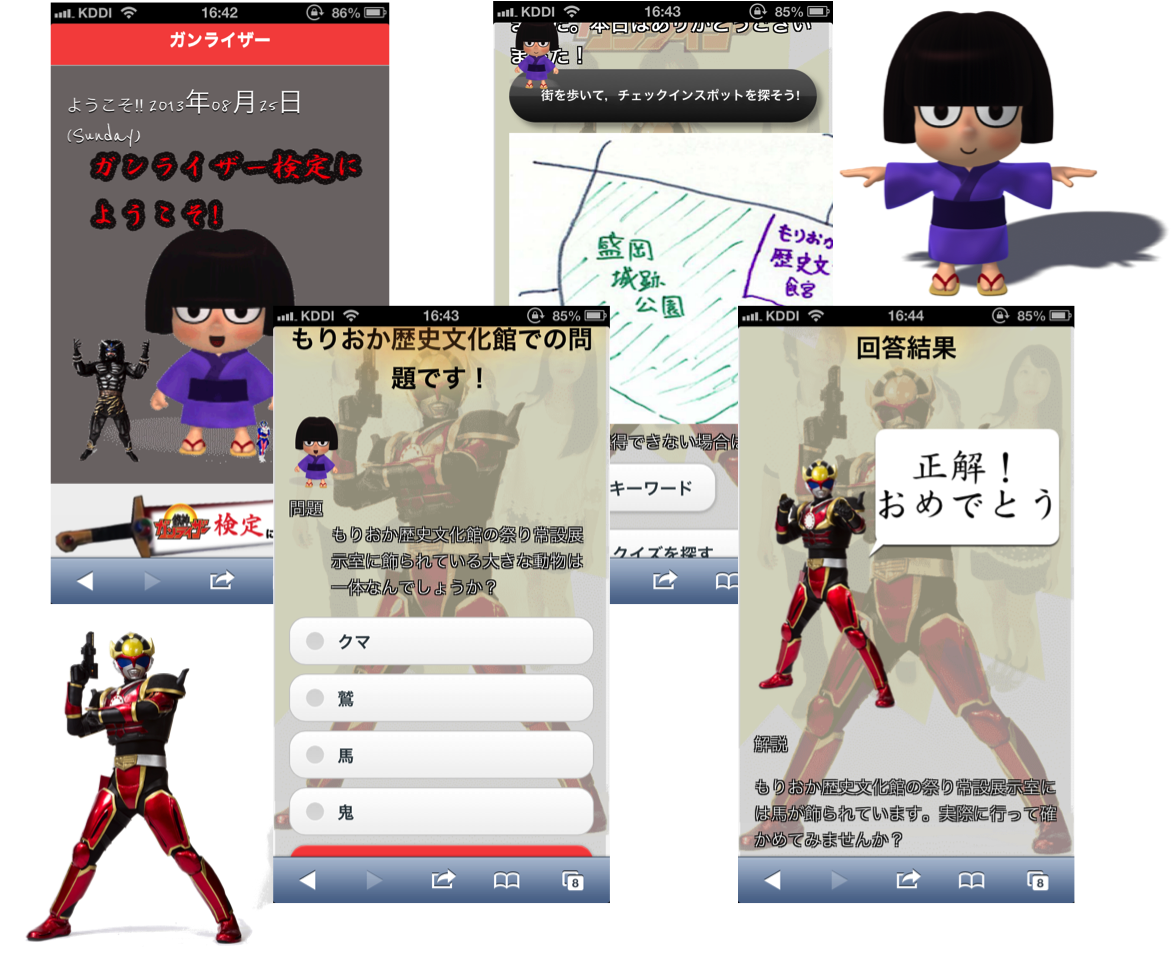 KDDI 16:42 86%
ガンライザー
ようこそ!! 2013年08月25日
(Sunday)
ガンライザー検定に
ようこそ!
ガンライザー 検定に
KDDI 16:43 85%
した。本日はありがとうござい
ました！
街を歩いて，チェックインスポットを探そう!
盛岡
城跡
公園
もりおか
歴史文
得できない場合は
キーワード
クイズを探す
KDDI 16:43 85%
もりおか歴史文化館での問
題です！
問題
もりおか歴史文化館の祭り常設展
示室に飾られている大きな動物は
一体なんでしょうか？
クマ
鷲
馬
鬼
8
KDDI 16:44 85%
回答結果
正解！
おめでとう
解説
もりおか歴史文化館の祭り常設展示室に
は馬が飾られています。実際に行って確
かめてみませんか？
8